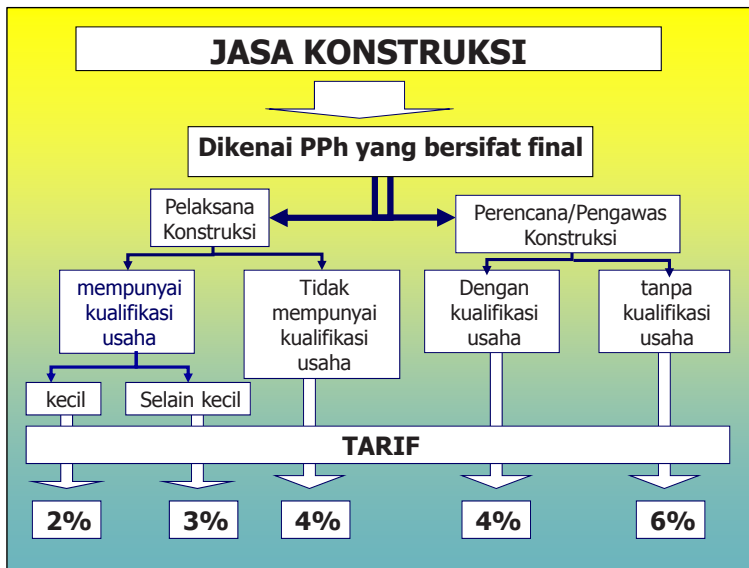 JASA KONSTRUKSI
Dikenai PPh yang bersifat final
Pelaksana
Konstruksi
Perencana/Pengawas
Konstruksi
mempunyai
kualifikasi
usaha
Tidak
mempunyai
kualifikasi
usaha
Dengan
kualifikasi
usaha
tanpa
kualifikasi
usaha
kecil
Selain kecil
TARIF
2%
3%
4%
4%
6%